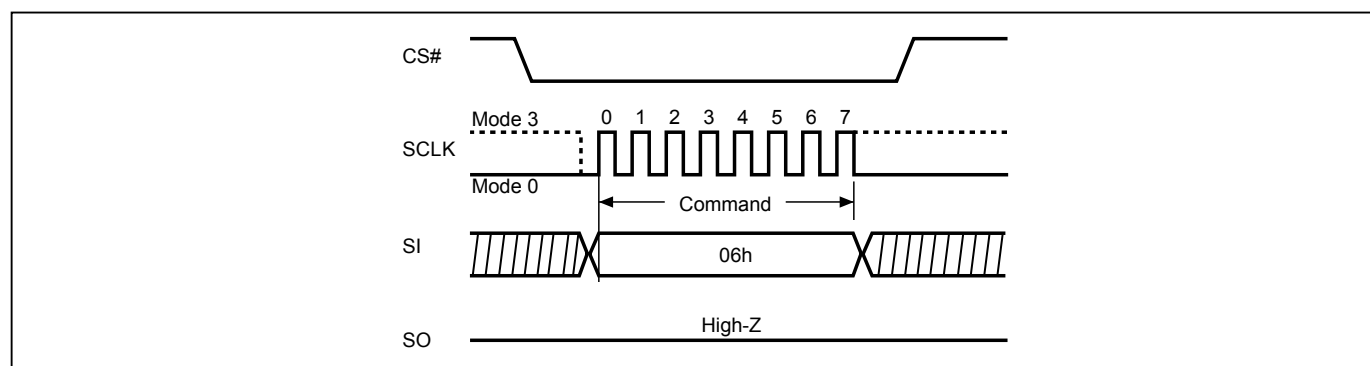 CS#
Mode 3
0 1 2 3 4 5 6 7
SCLK
Mode 0
Command
SI
06h
High-Z
SO